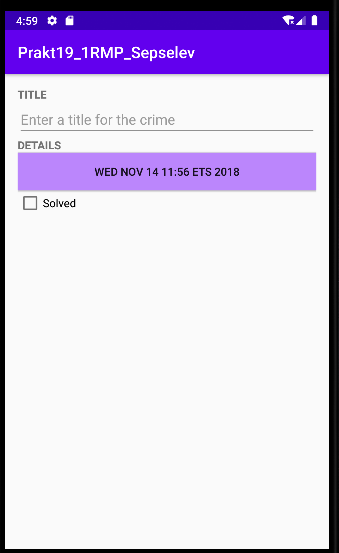 4:59
Prakt19_1RMP_Sepselev
TITLE
Enter a title for the crime
DETAILS
WED NOV 14 11:56 ETS 2018
Solved